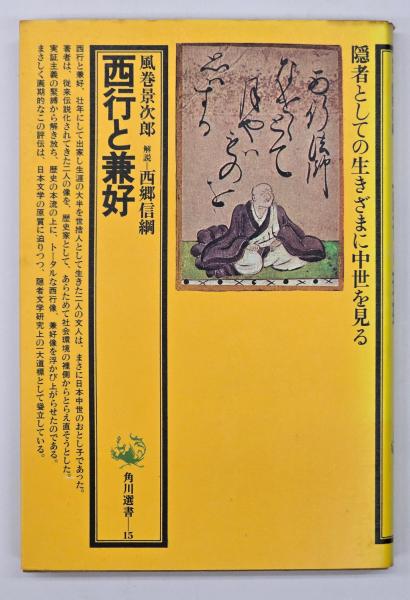 隠者としての生きざまに中世を見る
風巻景次郎 解説—西郷信綱
西行と兼好
角川選書—15
西行と兼好、壮年にして出家し生涯の大半を世捨人として生きた二人の文人は、まさに日本中世のおとし子であった。
著者は、従来伝説化されてきた二人の像を、歴史家として、あらためて社会環境の裡側からとらえ直そうとした。
実証主義の緊縛から解き放ち、歴史の本流の上に、トータルな西行像、兼好像を浮かび上がらせたのである。
まさしく画期的なこの評伝は、日本文学の原質に迫りつつ、隠者文学研究上の一大道標として聳立している。